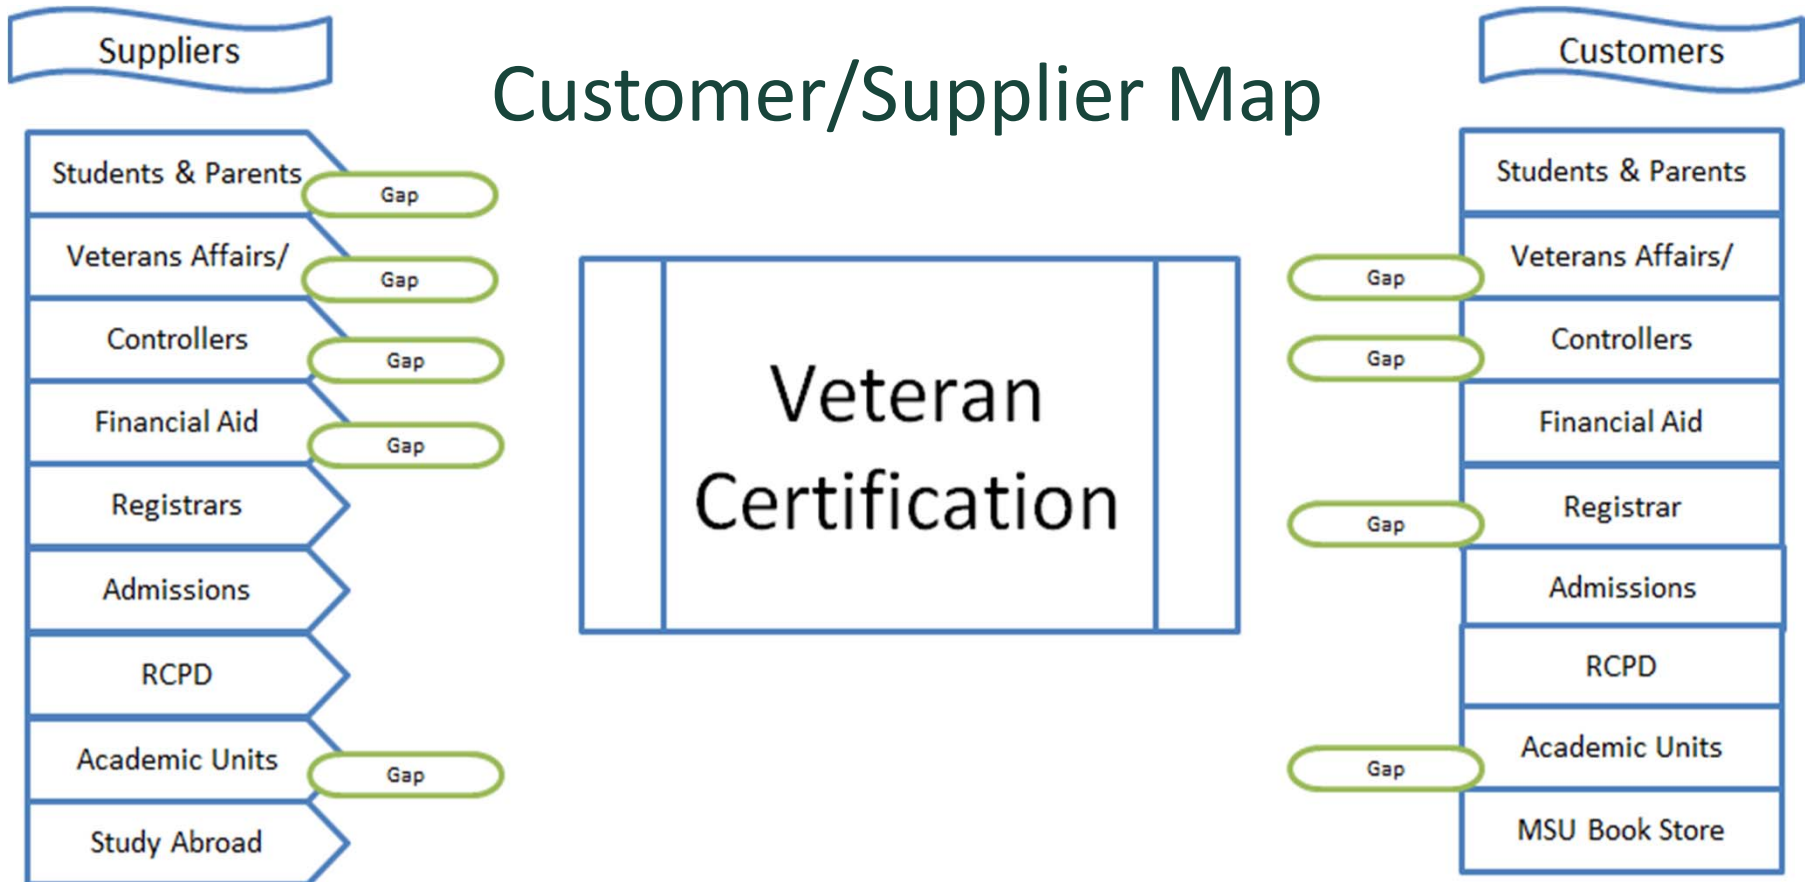 Suppliers
Customer/Supplier Map
Customers
Students & Parents
Gap
Veterans Affairs/
Gap
Controllers
Gap
Financial Aid
Gap
Registrars
Admissions
RCPD
Academic Units
Gap
Study Abroad
Veteran
Certification
Students & Parents
Veterans Affairs/
Gap
Controllers
Gap
Financial Aid
Registrar
Gap
Admissions
RCPD
Academic Units
Gap
MSU Book Store